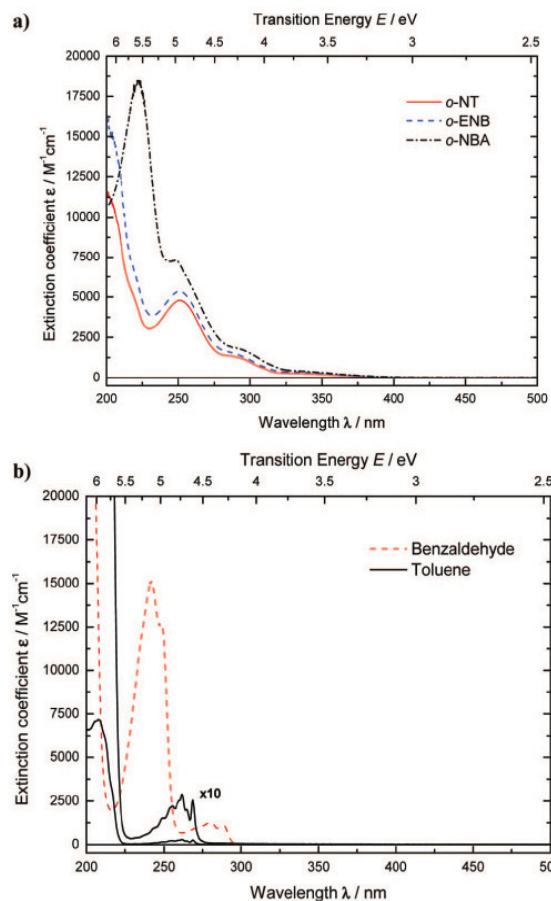 a)
Transition Energy E / eV
6 5.5 5 4.5 4 3.5 3 2.5
Extinction coefficient ε / M⁻¹cm⁻¹
20000
17500
15000
12500
10000
7500
5000
2500
0
o-NT
o-ENB
o-NBA
200 250 300 350 400 450 500
Wavelength λ / nm
b)
Transition Energy E / eV
6 5.5 5 4.5 4 3.5 3 2.5
Extinction coefficient ε / M⁻¹cm⁻¹
20000
17500
15000
12500
10000
7500
5000
2500
0
Benzaldehyde
Toluene
x10
200 250 300 350 400 450 500
Wavelength λ / nm